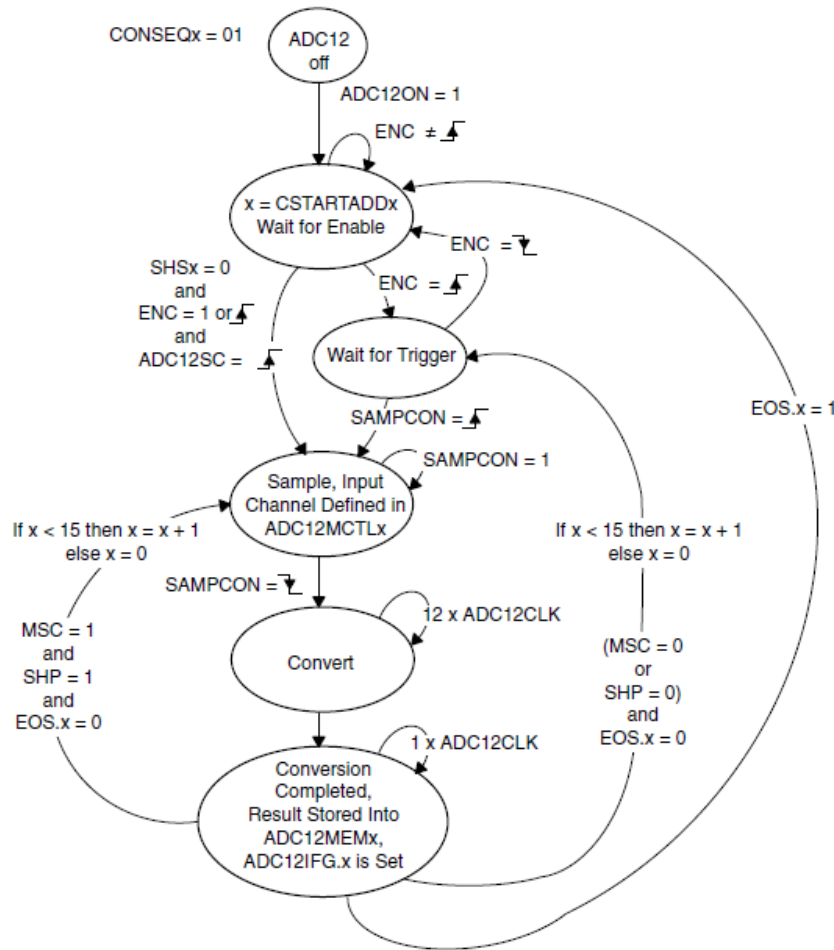 CONSEQx = 01
ADC12
off
ADC12ON = 1
ENC ≠
x = CSTARTADDx
Wait for Enable
ENC =
SHSx = 0
and
ENC = 1 or
and
ADC12SC =
ENC =
Wait for Trigger
SAMPCON =
EOS.x = 1
SAMPCON = 1
Sample, Input
Channel Defined in
ADC12MCTLx
If x < 15 then x = x + 1
else x = 0
If x < 15 then x = x + 1
else x = 0
SAMPCON =
12 x ADC12CLK
Convert
MSC = 1
and
SHP = 1
and
EOS.x = 0
(MSC = 0
or
SHP = 0)
and
EOS.x = 0
1 x ADC12CLK
Conversion
Completed,
Result Stored Into
ADC12MEMx,
ADC12IFG.x is Set